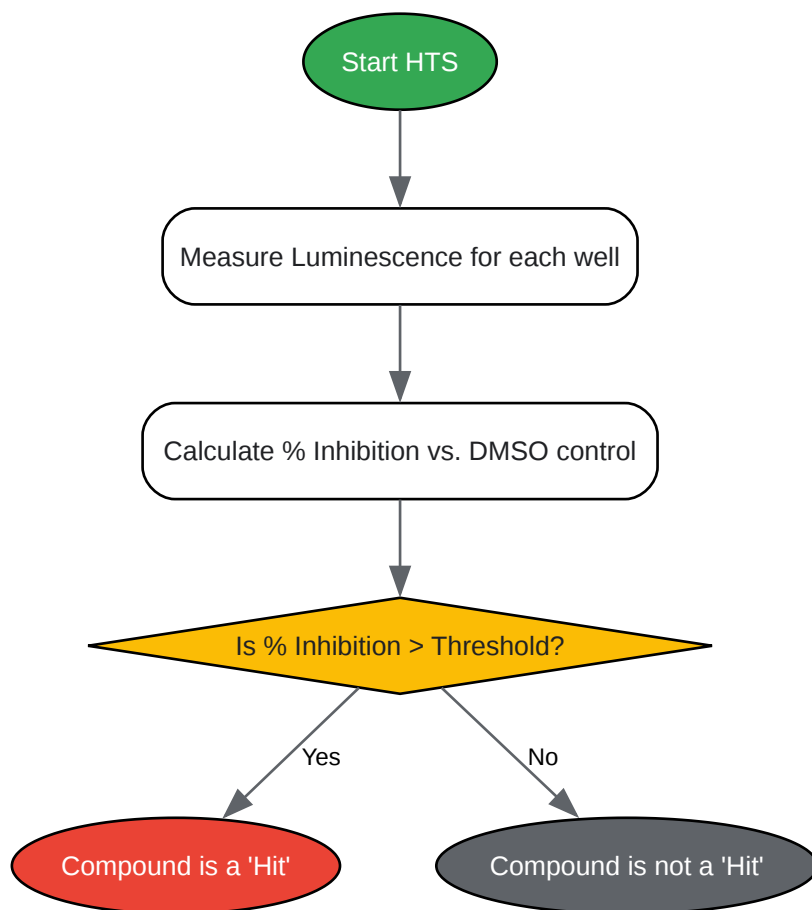 Start HTS
Measure Luminescence for each well
Calculate % Inhibition vs. DMSO control
Is % Inhibition > Threshold?
Yes
No
Compound is a 'Hit'
Compound is not a 'Hit'